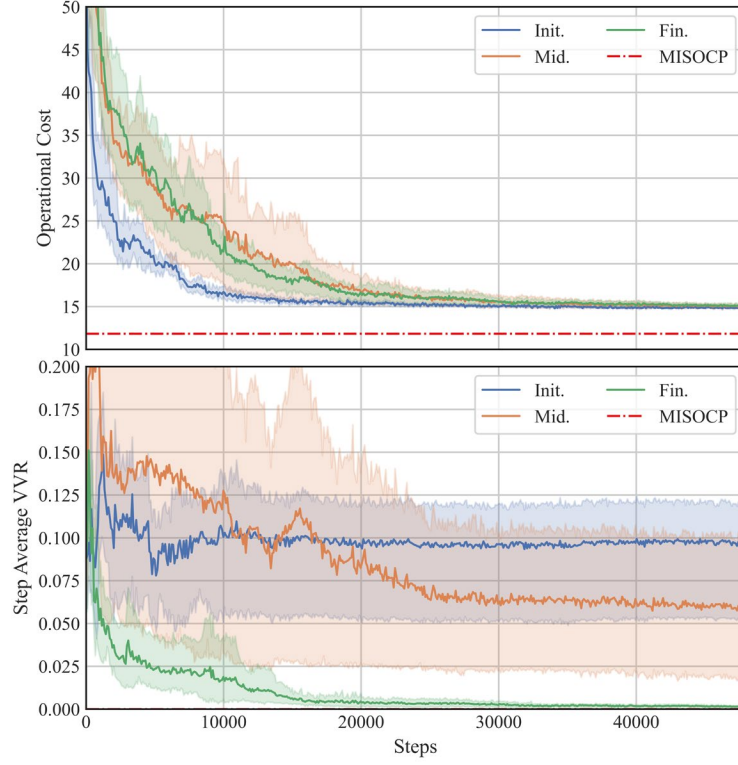 50
45
40
35
30
25
20
15
10
Operational Cost
Init.
Mid.
Fin.
MISOCP
0.200
0.175
0.150
0.125
0.100
0.075
0.050
0.025
0.000
Step Average VVR
Init.
Mid.
Fin.
MISOCP
0 10000 20000 30000 40000
Steps